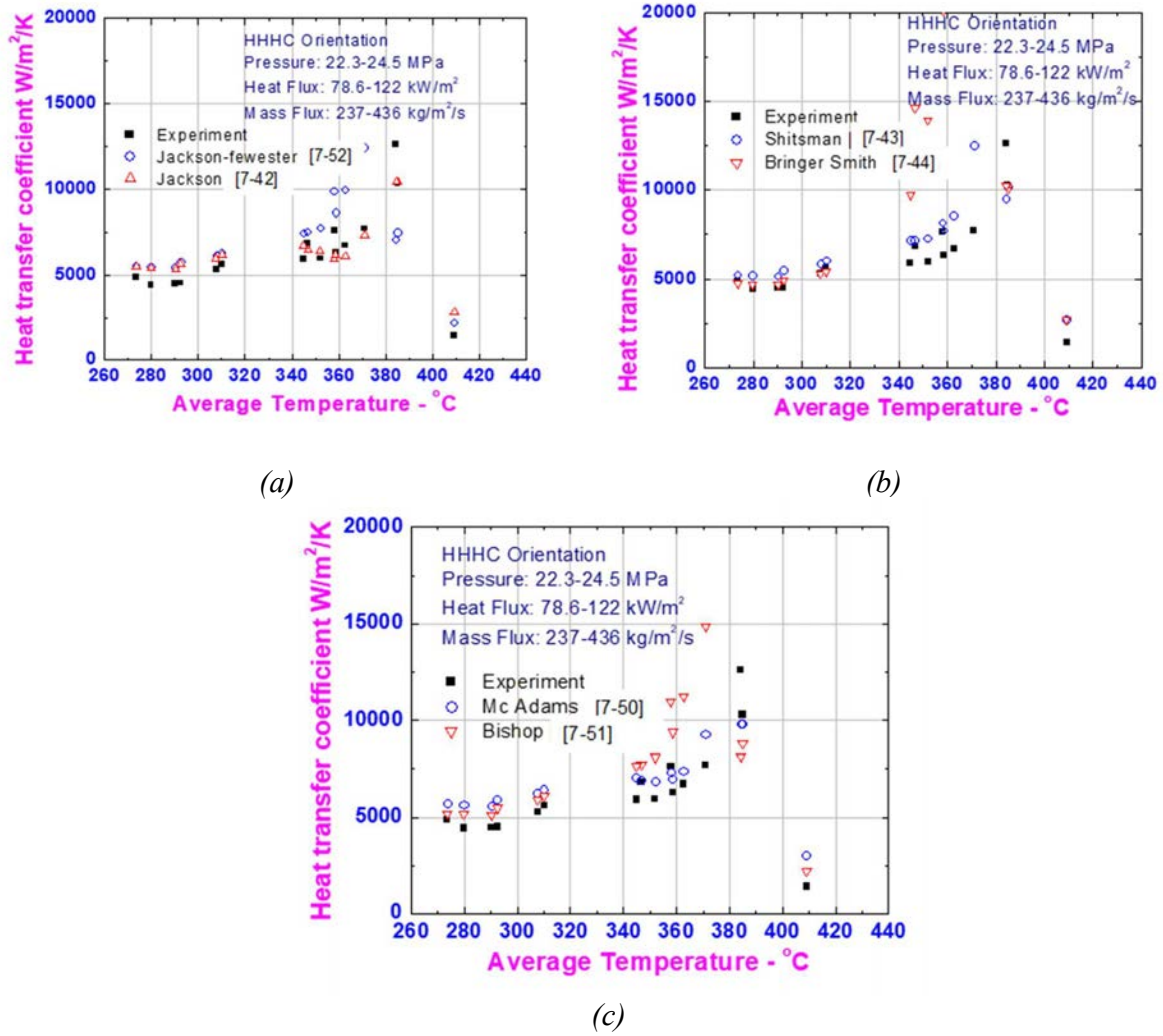 20000
15000
10000
5000
0
Heat transfer coefficient W/m²/K
HHHC Orientation
Pressure: 22.3-24.5 MPa
Heat Flux: 78.6-122 kW/m²
Mass Flux: 237-436 kg/m²/s
Experiment
Jackson-fewester [7-52]
Jackson [7-42]
260 280 300 320 340 360 380 400 420 440
Average Temperature - °C
(a)
20000
15000
10000
5000
0
Heat transfer coefficient W/m²/K
HHHC Orientation
Pressure: 22.3-24.5 MPa
Heat Flux: 78.6-122 kW/m²
Mass Flux: 237-436 kg/m²/s
Experiment
Shitsman [7-43]
Bringer Smith [7-44]
260 280 300 320 340 360 380 400 420 440
Average Temperature - °C
(b)
20000
15000
10000
5000
0
Heat transfer coefficient W/m²/K
HHHC Orientation
Pressure: 22.3-24.5 MPa
Heat Flux: 78.6-122 kW/m²
Mass Flux: 237-436 kg/m²/s
Experiment
Mc Adams [7-50]
Bishop [7-51]
260 280 300 320 340 360 380 400 420 440
Average Temperature - °C
(c)